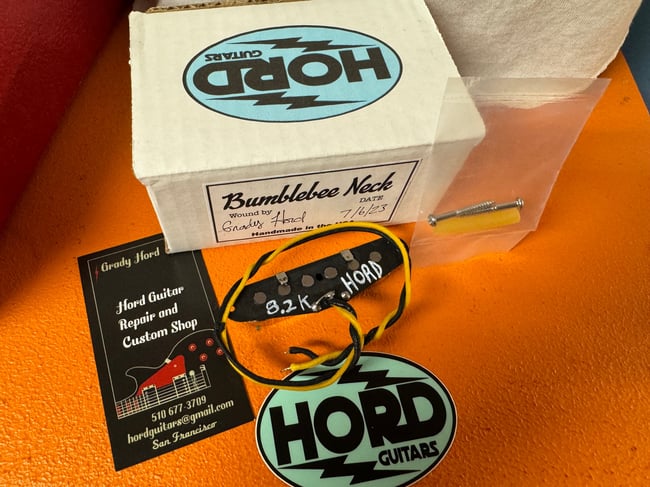 HORD
GUITARS
Bumblebee Neck
Wound by
DATE
Grady Hord
7/6/23
Handmade in the
Grady Hord
Hord Guitar
Repair and
Custom Shop
510 677-3709
hordguitars@gmail.com
San Francisco
8.2K HORD
HORD
GUITARS